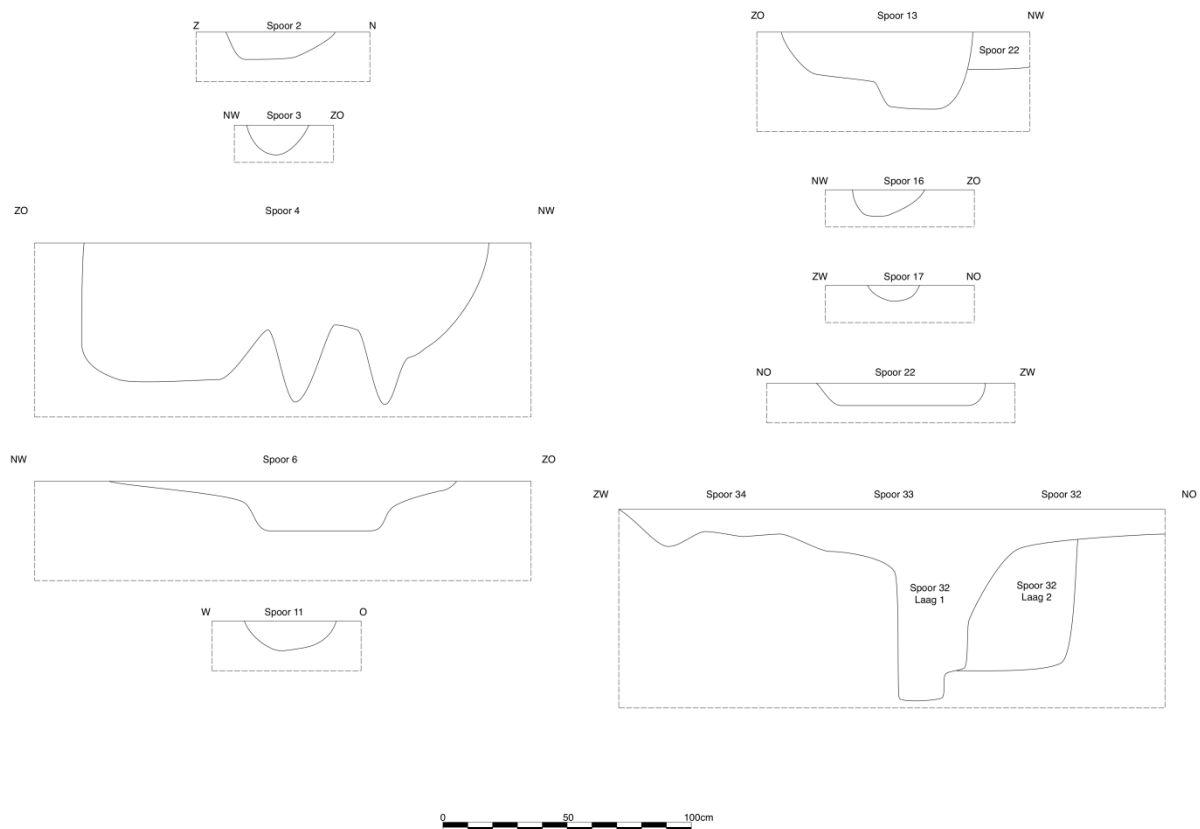 Z Spoor 2 N
NW Spoor 3 ZO
ZO Spoor 4 NW
NW Spoor 6 ZO
W Spoor 11 O
ZO Spoor 13 NW
Spoor 22
NW Spoor 16 ZO
ZW Spoor 17 NO
NO Spoor 22 ZW
ZW Spoor 34 Spoor 33 Spoor 32 NO
Spoor 32
Laag 1
Spoor 32
Laag 2
0 50 100cm